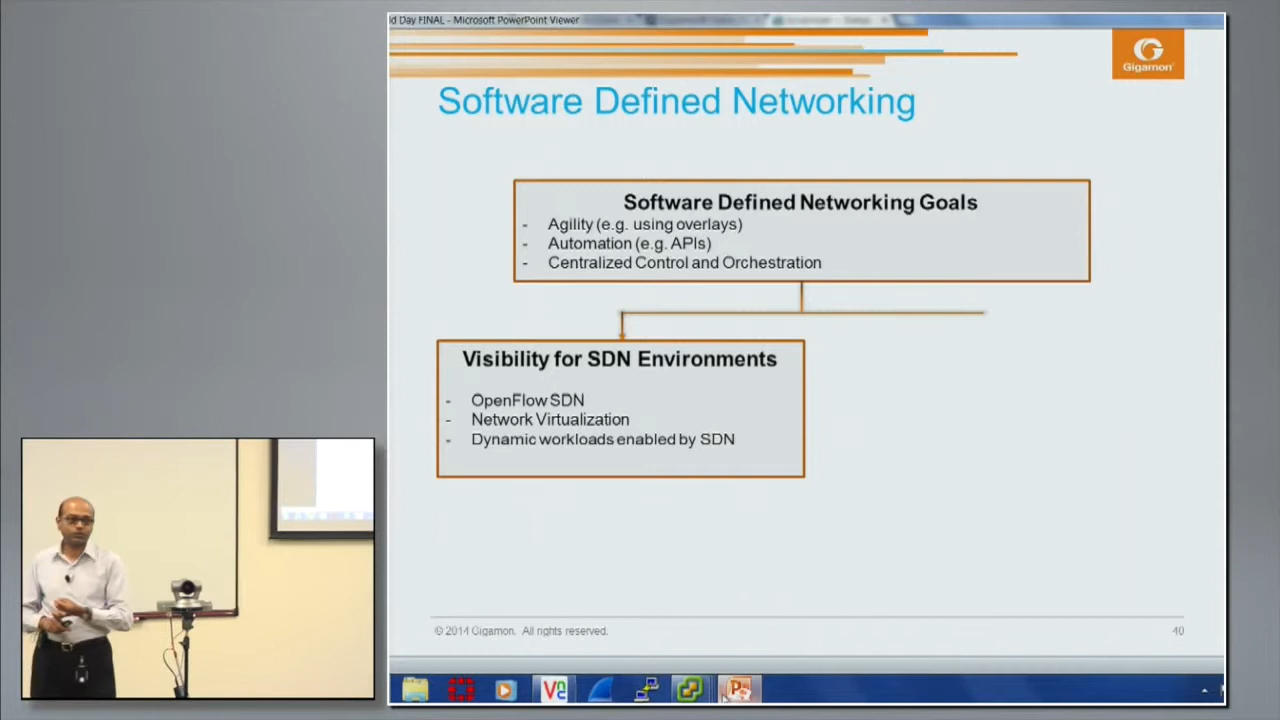 d Day FINAL - Microsoft PowerPoint Viewer
Gigamon
Software Defined Networking
Software Defined Networking Goals
- Agility (e.g. using overlays)
- Automation (e.g. APIs)
- Centralized Control and Orchestration
Visibility for SDN Environments
- OpenFlow SDN
- Network Virtualization
- Dynamic workloads enabled by SDN
© 2014 Gigamon. All rights reserved.
40